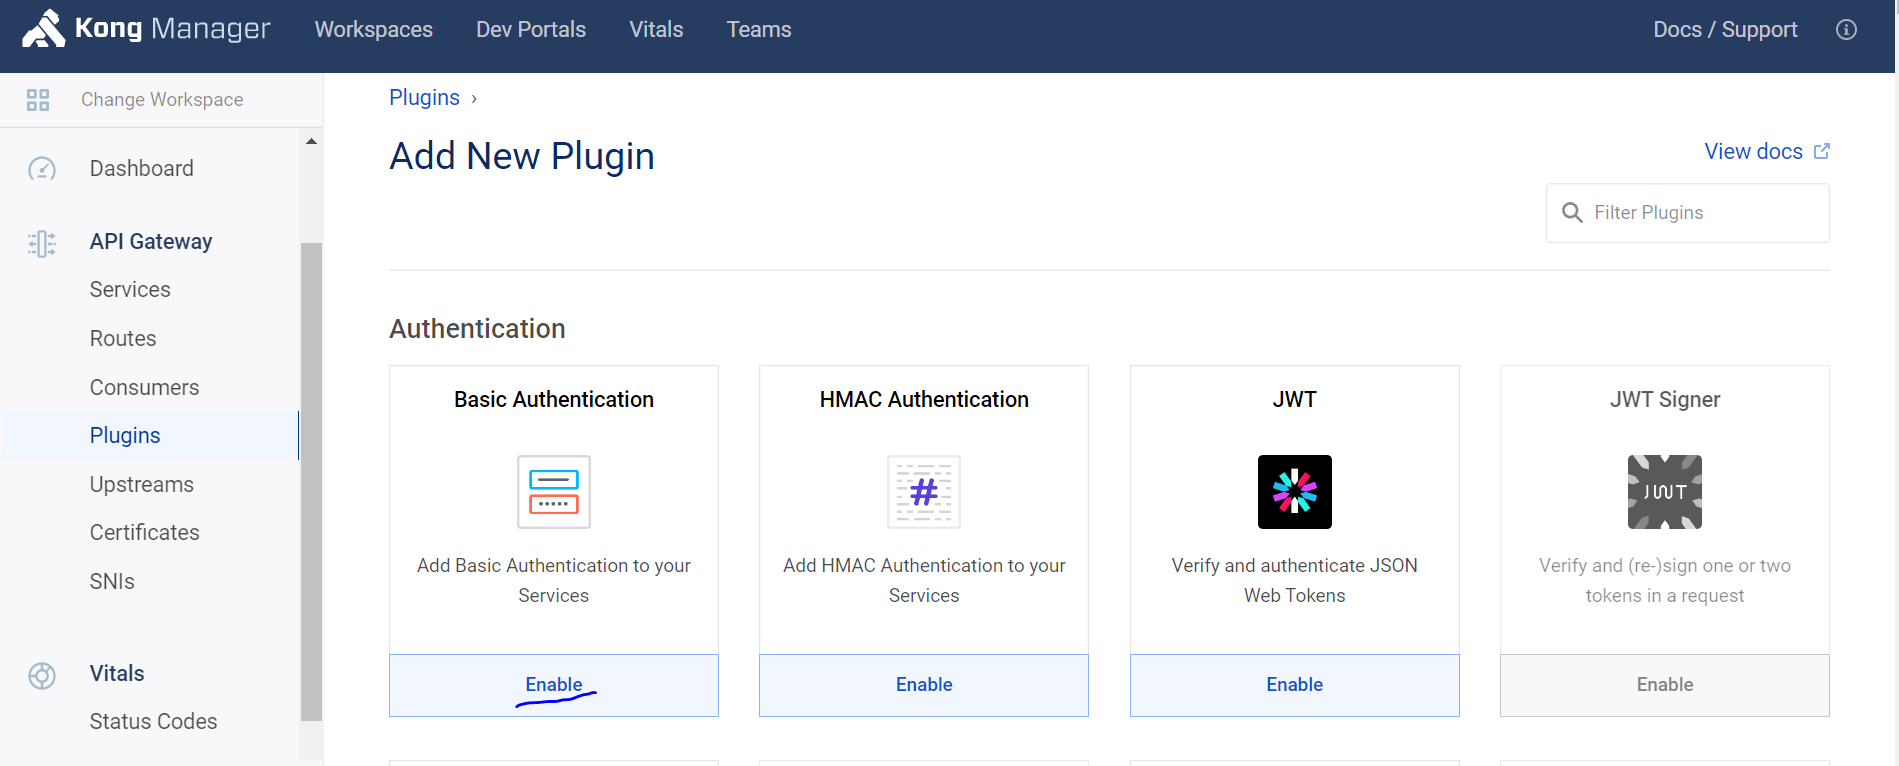 Kong Manager Workspaces Dev Portals Vitals Teams Docs / Support
Change Workspace
Dashboard
API Gateway
Services
Routes
Consumers
Plugins
Upstreams
Certificates
SNIs
Vitals
Status Codes
Plugins ›
Add New Plugin
View docs
Filter Plugins
Authentication
Basic Authentication
Add Basic Authentication to your
Services
Enable
HMAC Authentication
#
Add HMAC Authentication to your
Services
Enable
JWT
Verify and authenticate JSON
Web Tokens
Enable
JWT Signer
JWT
Verify and (re-)sign one or two
tokens in a request
Enable